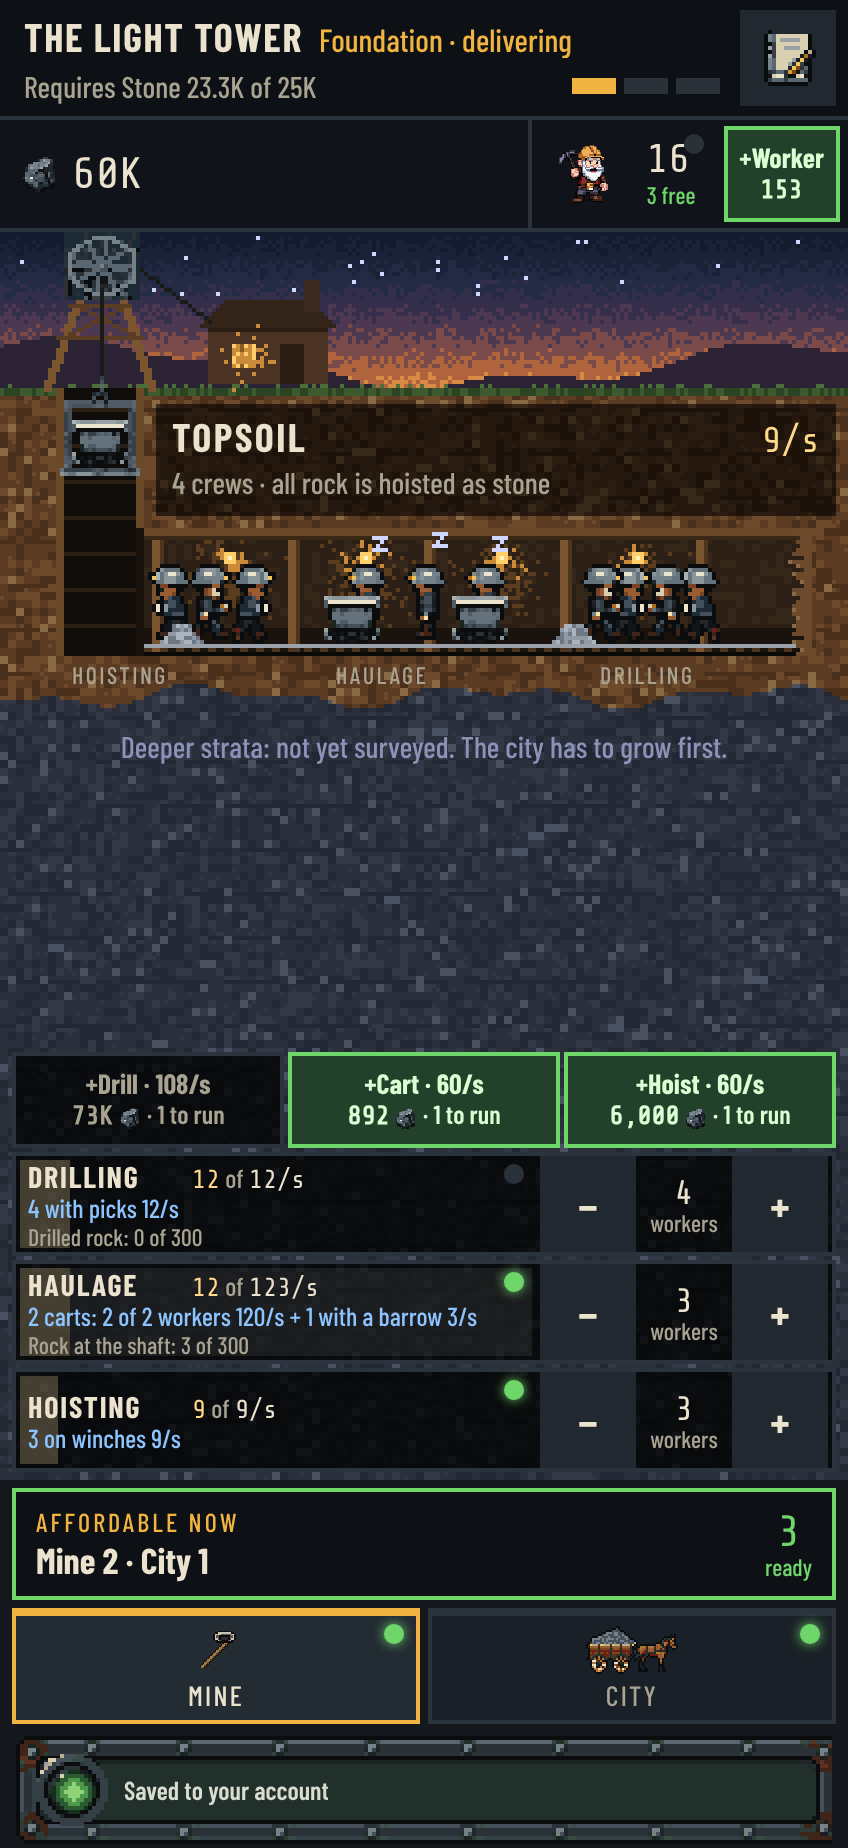 THE LIGHT TOWER Foundation · delivering
Requires Stone 23.3K of 25K
60K
16
3 free
+Worker
153
TOPSOIL
9/s
4 crews · all rock is hoisted as stone
z z z
HOISTING
HAULAGE
DRILLING
Deeper strata: not yet surveyed. The city has to grow first.
+Drill · 108/s
73K · 1 to run
+Cart · 60/s
892 · 1 to run
+Hoist · 60/s
6,000 · 1 to run
DRILLING 12 of 12/s
4 with picks 12/s
Drilled rock: 0 of 300
−
4
workers
+
HAULAGE 12 of 123/s
2 carts: 2 of 2 workers 120/s + 1 with a barrow 3/s
Rock at the shaft: 3 of 300
−
3
workers
+
HOISTING 9 of 9/s
3 on winches 9/s
−
3
workers
+
AFFORDABLE NOW
Mine 2 · City 1
3
ready
MINE
CITY
Saved to your account